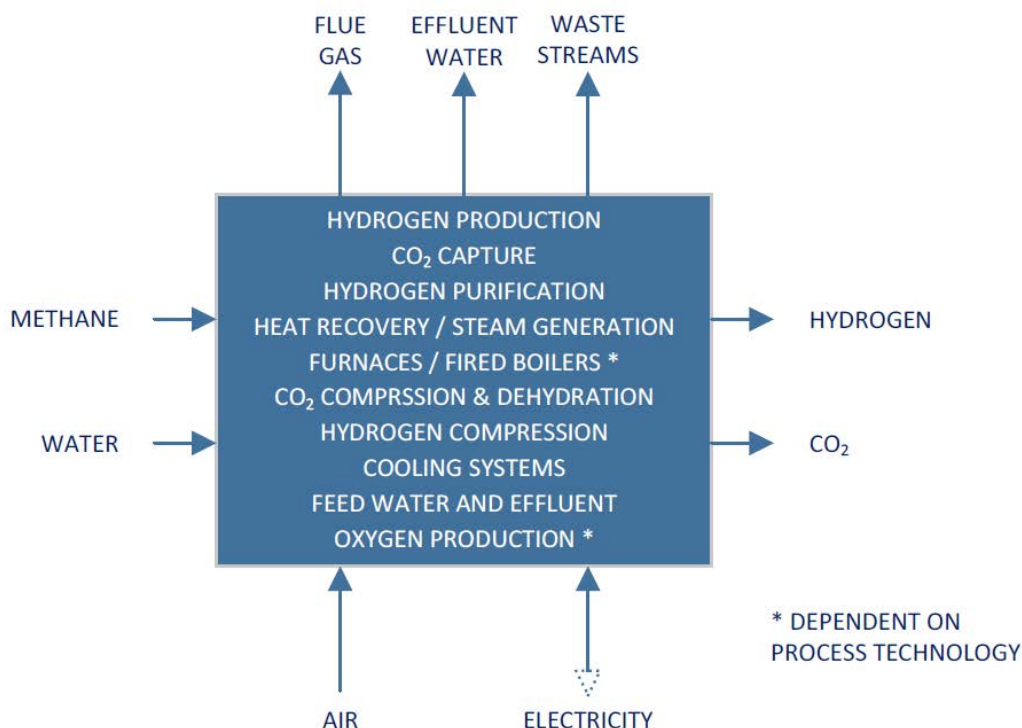 FLUE
GAS
EFFLUENT
WATER
WASTE
STREAMS
HYDROGEN PRODUCTION
CO₂ CAPTURE
HYDROGEN PURIFICATION
METHANE
HEAT RECOVERY / STEAM GENERATION
HYDROGEN
FURNACES / FIRED BOILERS *
CO₂ COMPRSSION & DEHYDRATION
WATER
HYDROGEN COMPRESSION
CO₂
COOLING SYSTEMS
FEED WATER AND EFFLUENT
OXYGEN PRODUCTION *
* DEPENDENT ON
PROCESS TECHNOLOGY
AIR
ELECTRICITY